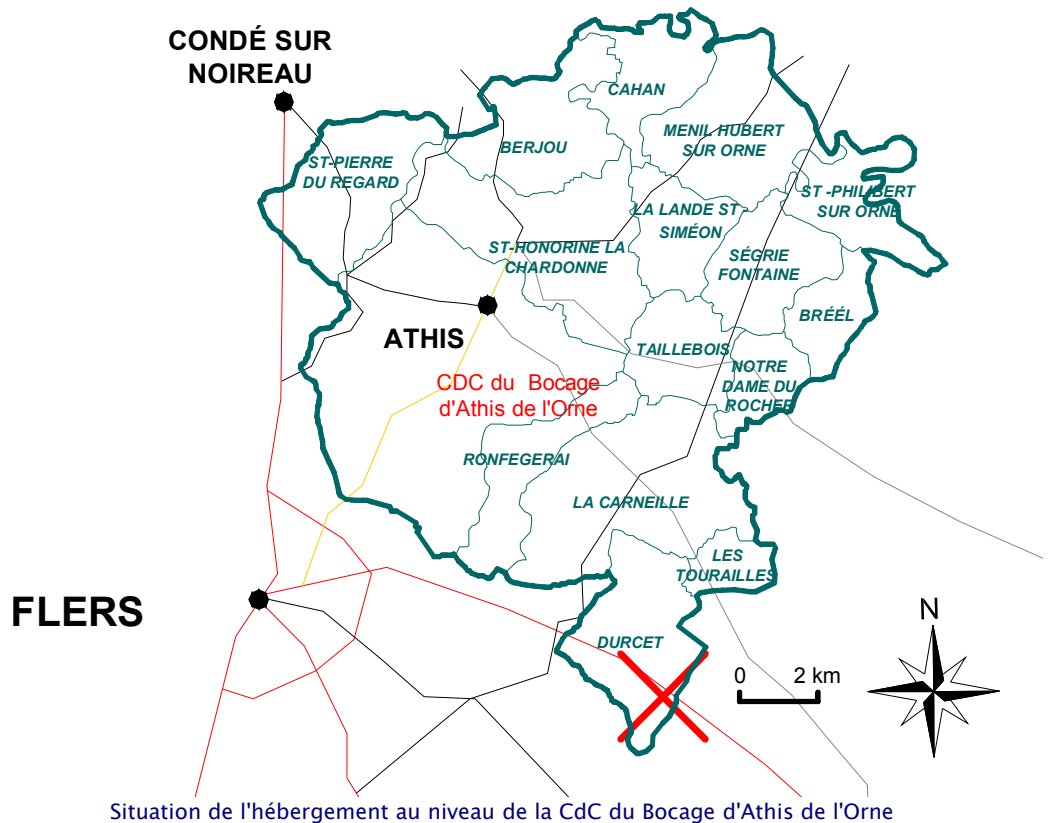 CONDÉ SUR
NOIREAU
CAHAN
BERJOU
MENIL HUBERT
SUR ORNE
ST-PIERRE
DU REGARD
ST -PHILIBERT
SUR ORNE
LA LANDE ST -
SIMÉON
ST-HONORINE LA
CHARDONNE
SÉGRIE
FONTAINE
BRÉÉL
ATHIS
TAILLEBOIS
NOTRE
DAME DU
ROCHER
CDC du Bocage
d'Athis de l'Orne
RONFEGERAI
LA CARNEILLE
LES
TOURAILLES
FLERS
DURCET
N
0 2 km
Situation de l'hébergement au niveau de la CdC du Bocage d'Athis de l'Orne